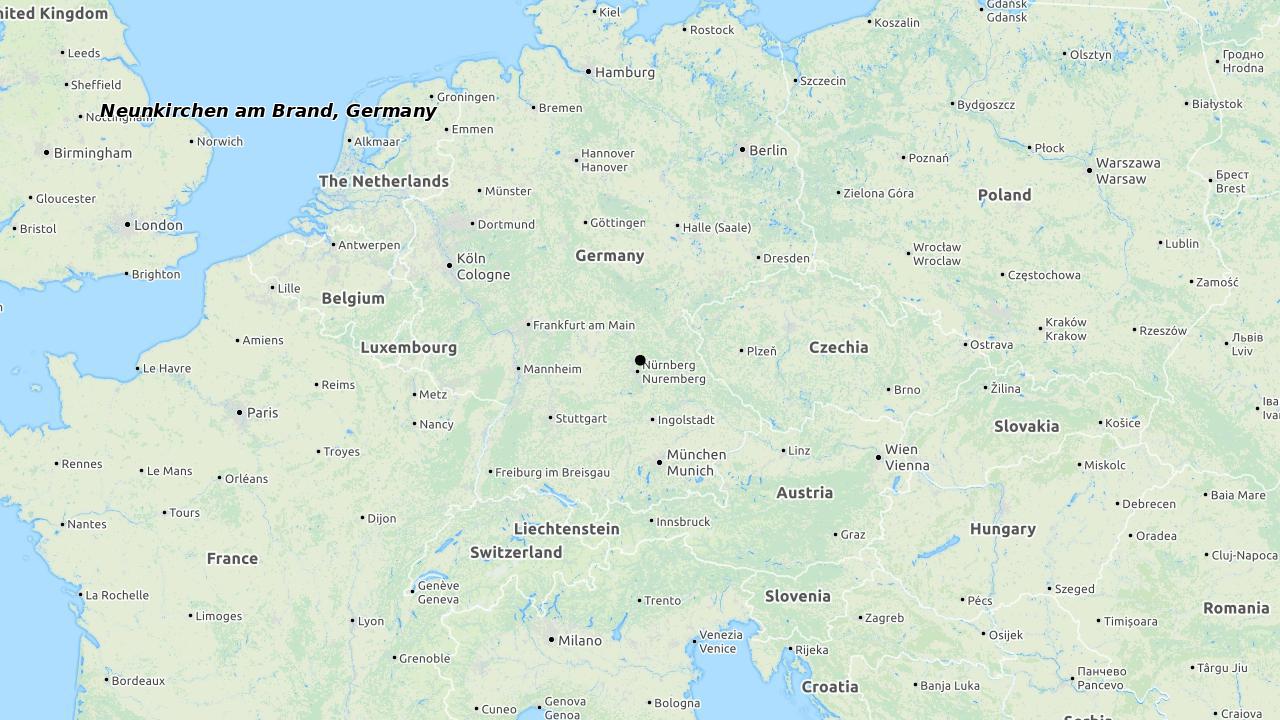 Gdańsk
Gdansk
nited Kingdom
Kiel
Koszalin
Rostock
Leeds
Olsztyn
Гродно
Hrodna
Hamburg
Szczecin
Sheffield
Groningen
Bydgoszcz
Białystok
Bremen
Neunkirchen am Brand, Germany
Nottingham
Emmen
Norwich
Alkmaar
Płock
Berlin
Birmingham
Hannover
Hanover
Poznań
Warszawa
Warsaw
Брест
Brest
The Netherlands
Münster
Zielona Góra
Poland
Gloucester
London
Dortmund
Göttingen
Halle (Saale)
Bristol
Antwerpen
Lublin
Wrocław
Wroclaw
Germany
Dresden
Köln
Cologne
Brighton
Częstochowa
Zamość
Lille
Belgium
Frankfurt am Main
Kraków
Krakow
Rzeszów
Amiens
Львів
Lviv
Luxembourg
Czechia
Ostrava
Plzeň
Le Havre
Mannheim
Nürnberg
Nuremberg
Reims
Brno
Žilina
Metz
Іва
Ivan
Paris
Stuttgart
Ingolstadt
Nancy
Slovakia
Košice
Troyes
Linz
Wien
Vienna
München
Munich
Rennes
Miskolc
Le Mans
Freiburg im Breisgau
Orléans
Austria
Baia Mare
Debrecen
Tours
Dijon
Nantes
Innsbruck
Liechtenstein
Hungary
Graz
Oradea
Switzerland
Cluj-Napoca
France
Genève
Geneva
Szeged
La Rochelle
Slovenia
Trento
Pécs
Romania
Limoges
Lyon
Zagreb
Timișoara
Venezia
Venice
Osijek
Milano
Rijeka
Grenoble
Târgu Jiu
Панчево
Pancevo
Bordeaux
Croatia
Banja Luka
Genova
Genoa
Bologna
Cuneo
Craiova
Serbia